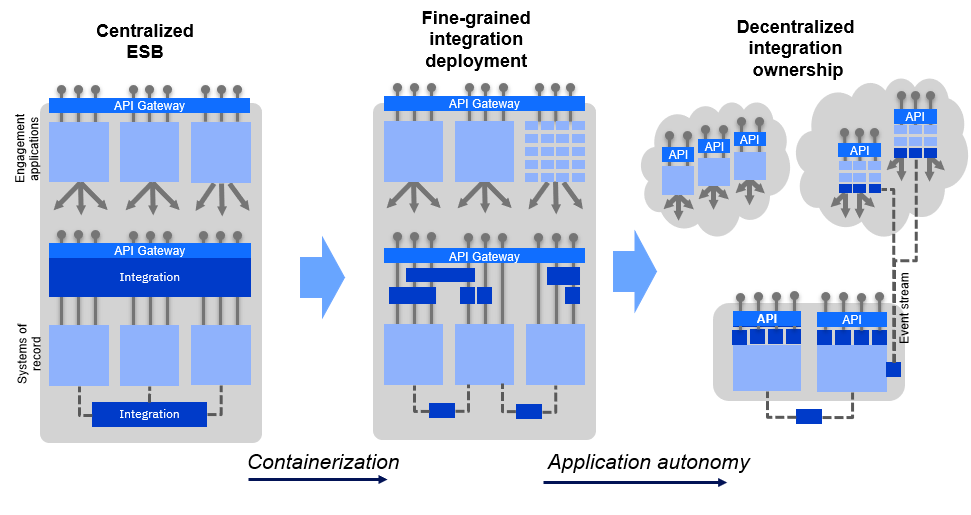 Centralized
ESB
Fine-grained
integration
deployment
Decentralized
integration
ownership
Engagement
applications
API Gateway
API Gateway
Integration
Systems of
record
Integration
API Gateway
API Gateway
API
API
API
API
API
API
API
Event stream
Containerization
Application autonomy